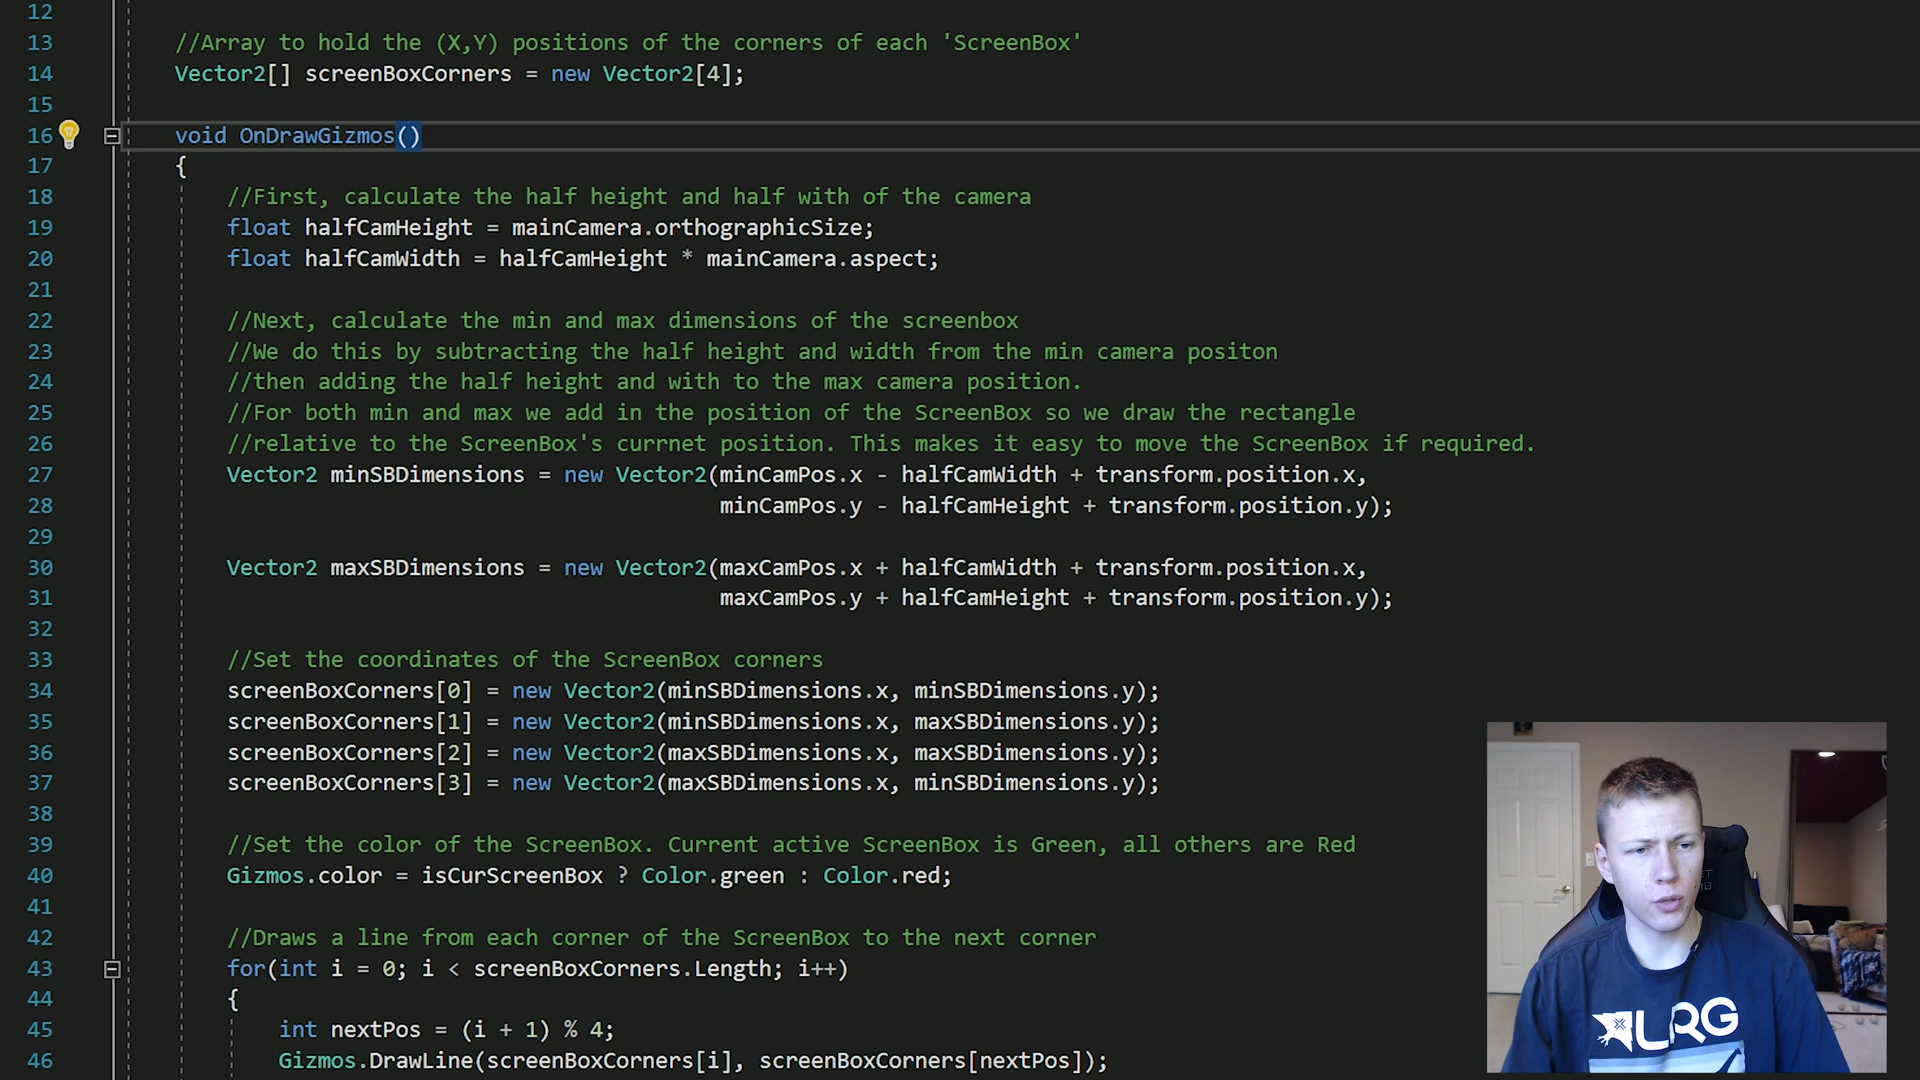 12
13 //Array to hold the (X,Y) positions of the corners of each 'ScreenBox'
14 Vector2[] screenBoxCorners = new Vector2[4];
15
16 void OnDrawGizmos()
17 {
18 //First, calculate the half height and half with of the camera
19 float halfCamHeight = mainCamera.orthographicSize;
20 float halfCamWidth = halfCamHeight * mainCamera.aspect;
21
22 //Next, calculate the min and max dimensions of the screenbox
23 //We do this by subtracting the half height and width from the min camera positon
24 //then adding the half height and with to the max camera position.
25 //For both min and max we add in the position of the ScreenBox so we draw the rectangle
26 //relative to the ScreenBox's currnet position. This makes it easy to move the ScreenBox if required.
27 Vector2 minSBDimensions = new Vector2(minCamPos.x - halfCamWidth + transform.position.x,
28 minCamPos.y - halfCamHeight + transform.position.y);
29
30 Vector2 maxSBDimensions = new Vector2(maxCamPos.x + halfCamWidth + transform.position.x,
31 maxCamPos.y + halfCamHeight + transform.position.y);
32
33 //Set the coordinates of the ScreenBox corners
34 screenBoxCorners[0] = new Vector2(minSBDimensions.x, minSBDimensions.y);
35 screenBoxCorners[1] = new Vector2(minSBDimensions.x, maxSBDimensions.y);
36 screenBoxCorners[2] = new Vector2(maxSBDimensions.x, maxSBDimensions.y);
37 screenBoxCorners[3] = new Vector2(maxSBDimensions.x, minSBDimensions.y);
38
39 //Set the color of the ScreenBox. Current active ScreenBox is Green, all others are Red
40 Gizmos.color = isCurScreenBox ? Color.green : Color.red;
41
42 //Draws a line from each corner of the ScreenBox to the next corner
43 for(int i = 0; i < screenBoxCorners.Length; i++)
44 {
45 int nextPos = (i + 1) % 4;
46 Gizmos.DrawLine(screenBoxCorners[i], screenBoxCorners[nextPos]);
LRG